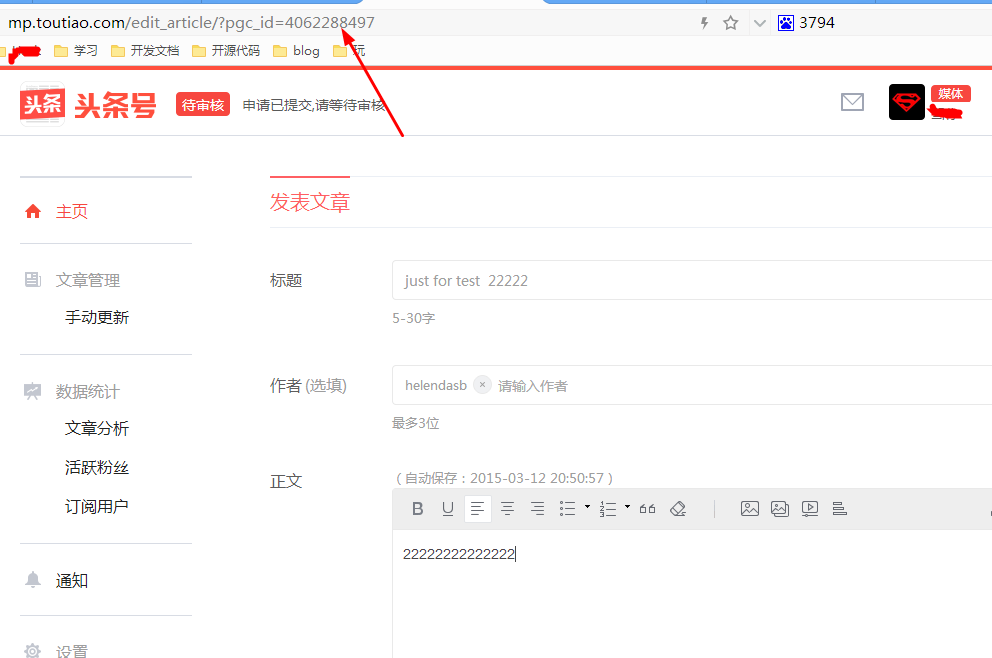 mp.toutiao.com/edit_article/?pgc_id=4062288497 3794
学习 开发文档 开源代码 blog 玩
头条 头条号 待审核 申请已提交,请等待审核 媒体
主页
发表文章
文章管理
手动更新
数据统计
文章分析
活跃粉丝
订阅用户
通知
设置
标题 just for test 22222
5-30字
作者 (选填) helendasb × 请输入作者
最多3位
正文 ( 自动保存：2015-03-12 20:50:57 )
B U
22222222222222